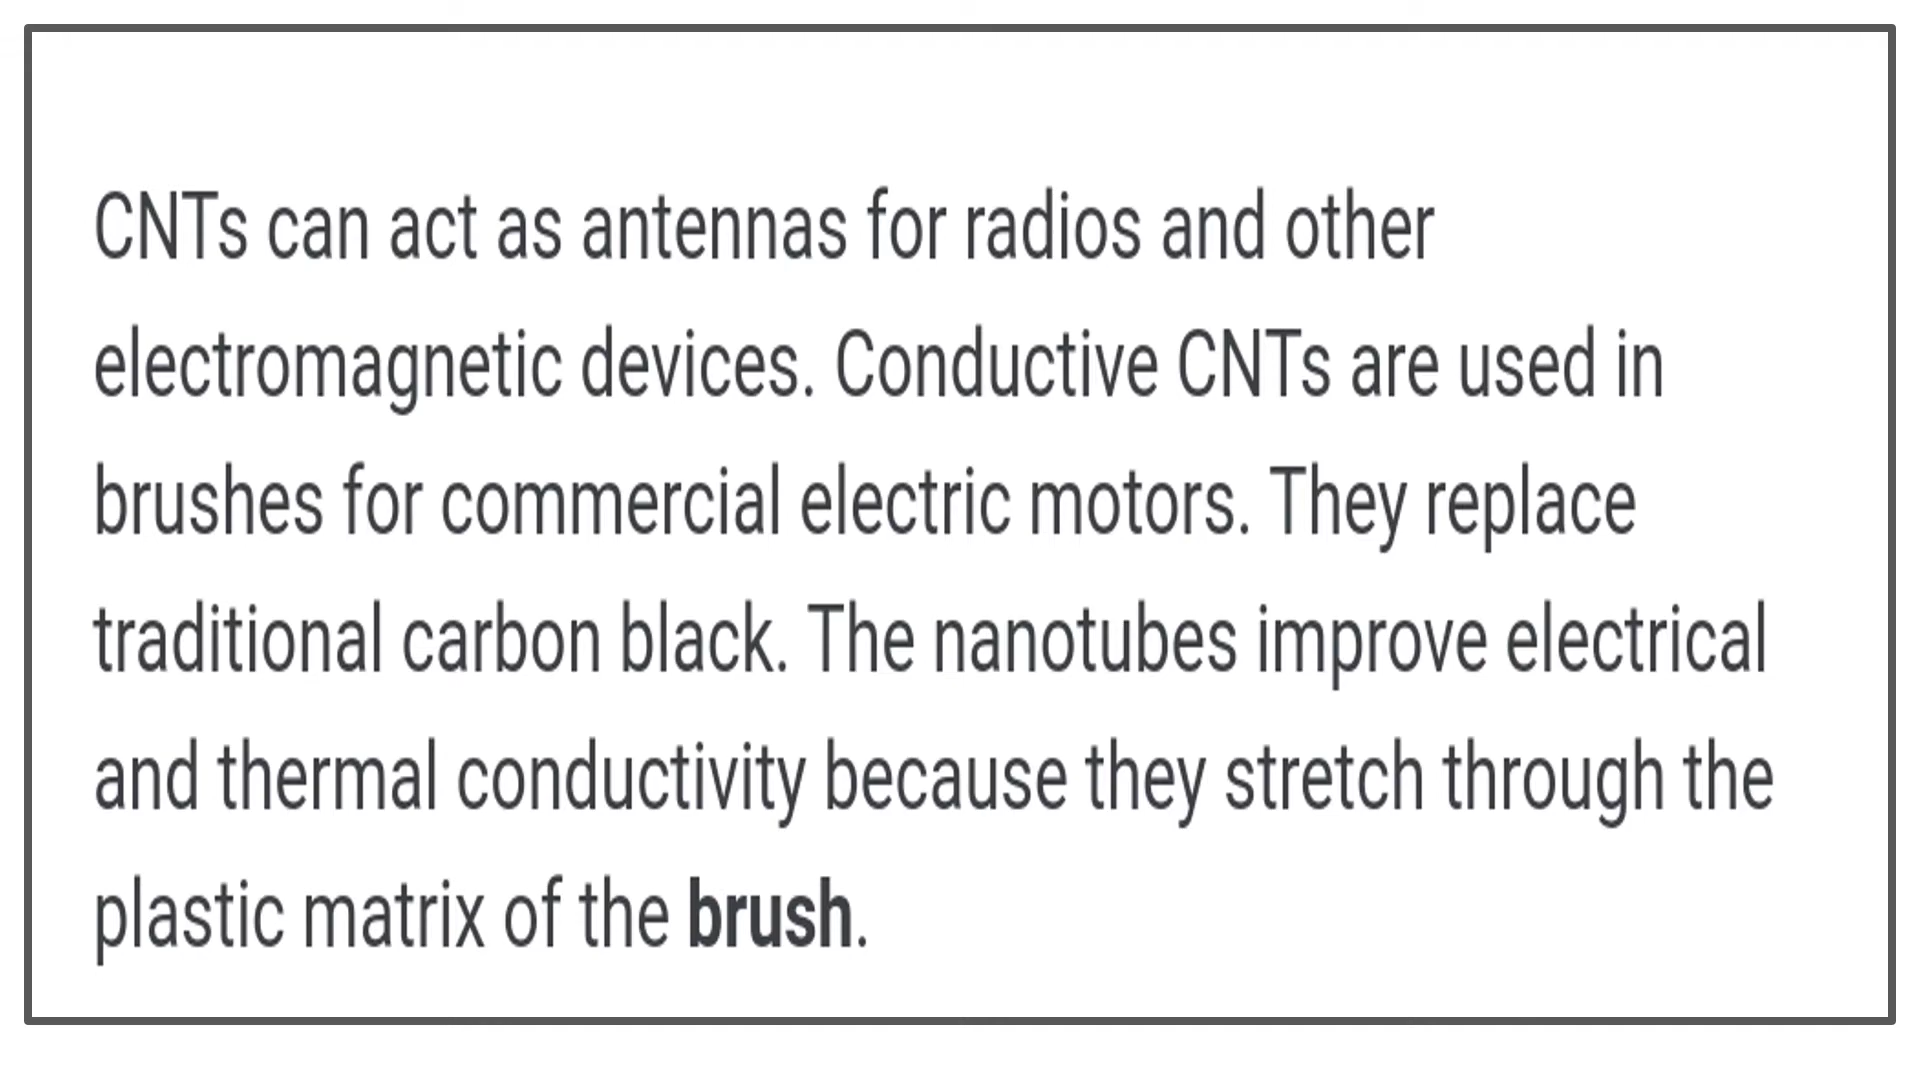 CNTs can act as antennas for radios and other
electromagnetic devices. Conductive CNTs are used in
brushes for commercial electric motors. They replace
traditional carbon black. The nanotubes improve electrical
and thermal conductivity because they stretch through the
plastic matrix of the brush.